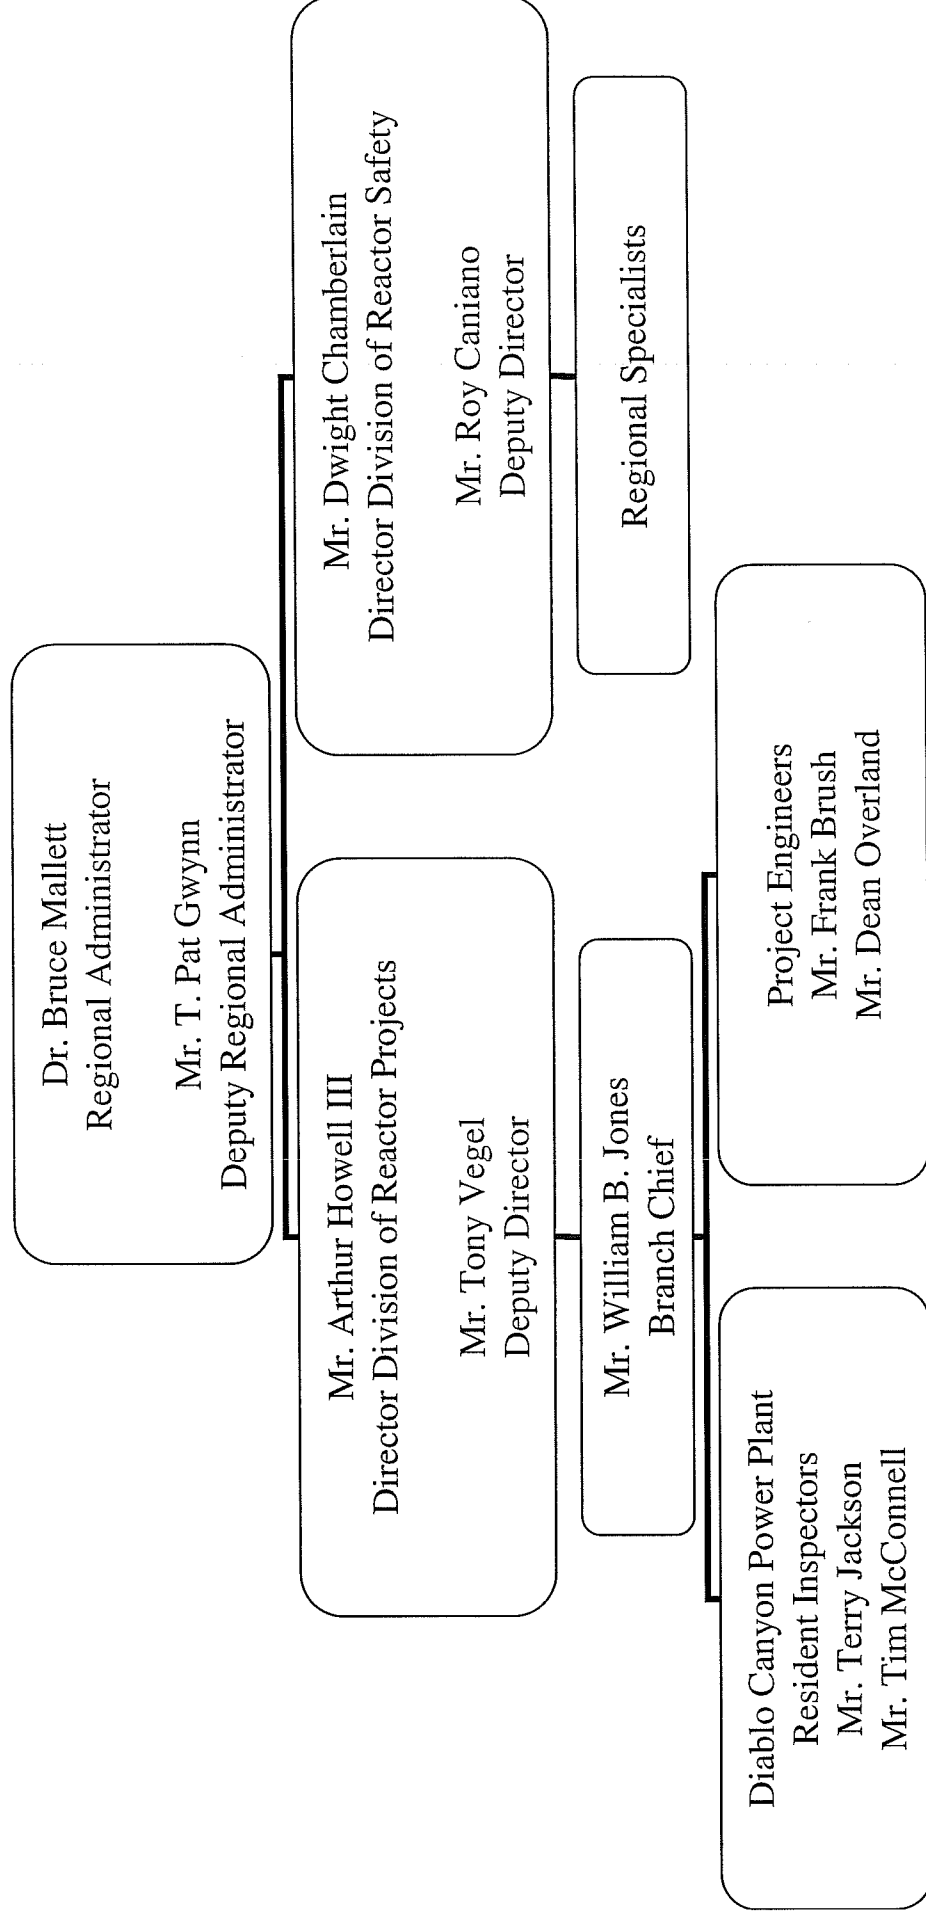 Dr. Bruce Mallett
Regional Administrator
Mr. T. Pat Gwynn
Deputy Regional Administrator
Mr. Arthur Howell III
Director Division of Reactor Projects
Mr. Tony Vegel
Deputy Director
Mr. Dwight Chamberlain
Director Division of Reactor Safety
Mr. Roy Caniano
Deputy Director
Mr. William B. Jones
Branch Chief
Regional Specialists
Diablo Canyon Power Plant
Resident Inspectors
Mr. Terry Jackson
Mr. Tim McConnell
Project Engineers
Mr. Frank Brush
Mr. Dean Overland